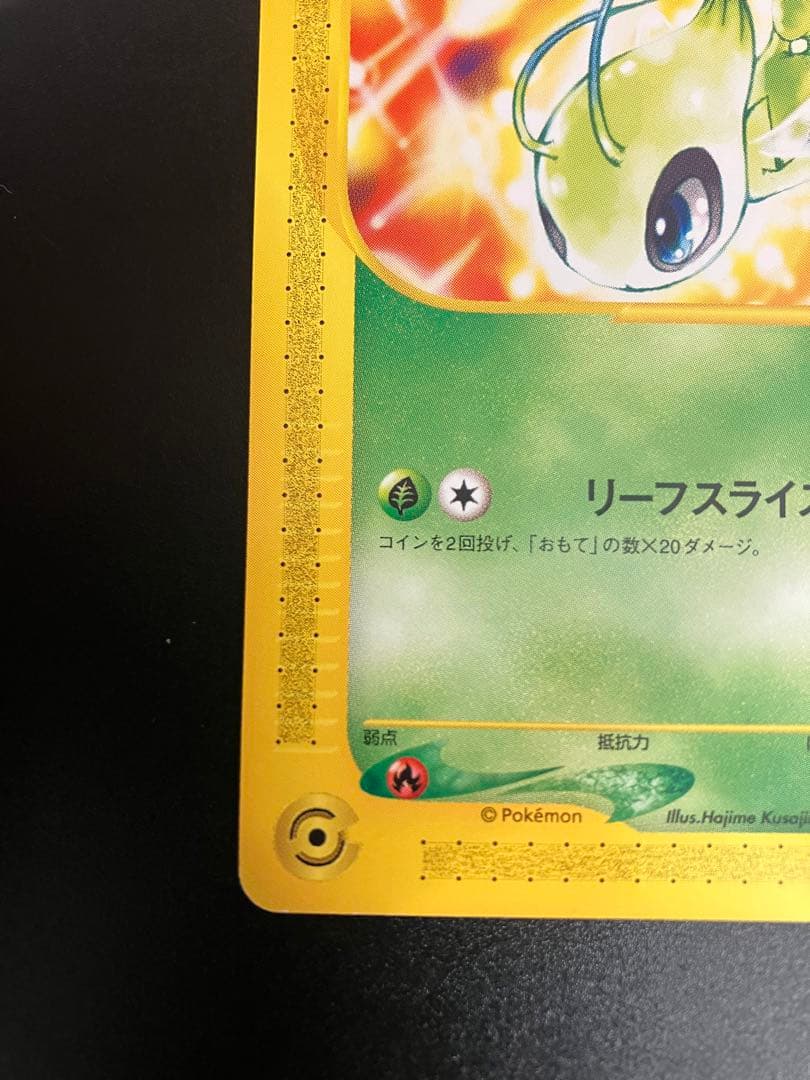 リーフスライス
コインを2回投げ、「おもて」の数×20ダメージ。
弱点 抵抗力
© Pokémon Illus.Hajime Kusaji